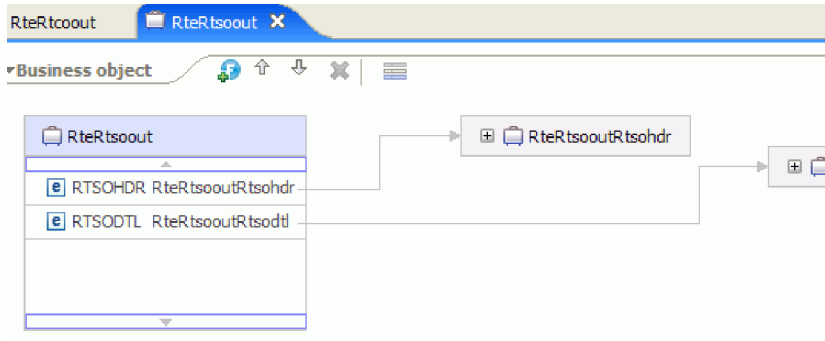 RteRtcoout RteRtsoout
Business object
RteRtsoout
RteRtsooutRtsohdr
RTSOHDR RteRtsooutRtsohdr
RTSODTL RteRtsooutRtsodtl